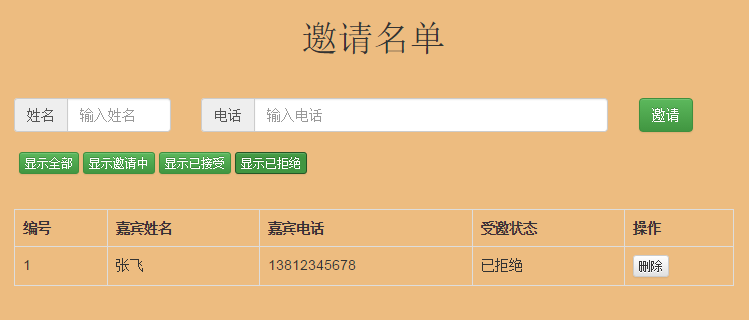 邀请名单
姓名 输入姓名 电话 输入电话 邀请
显示全部 显示邀请中 显示已接受 显示已拒绝
编号 嘉宾姓名 嘉宾电话 受邀状态 操作
1 张飞 13812345678 已拒绝 删除